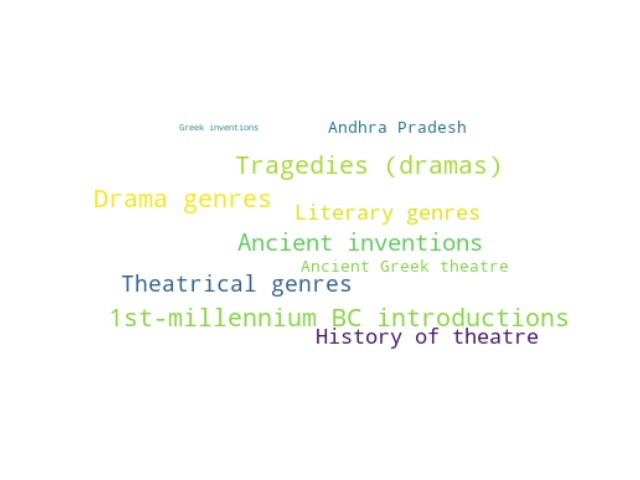 Greek inventions
Andhra Pradesh
Tragedies (dramas)
Drama genres
Literary genres
Ancient inventions
Ancient Greek theatre
Theatrical genres
1st-millennium BC introductions
History of theatre